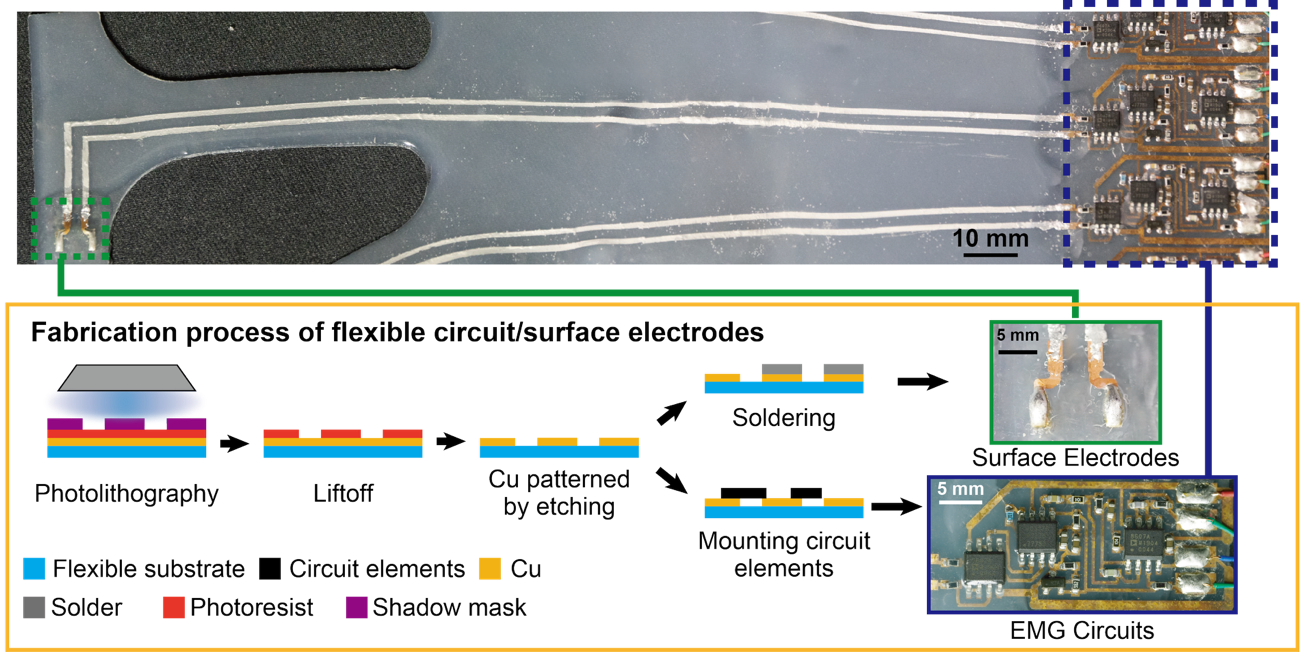 10 mm
Fabrication process of flexible circuit/surface electrodes
5 mm
Soldering
Surface Electrodes
Photolithography
Liftoff
Cu patterned
by etching
5 mm
Mounting circuit
elements
Flexible substrate
Circuit elements
Cu
Solder
Photoresist
Shadow mask
EMG Circuits